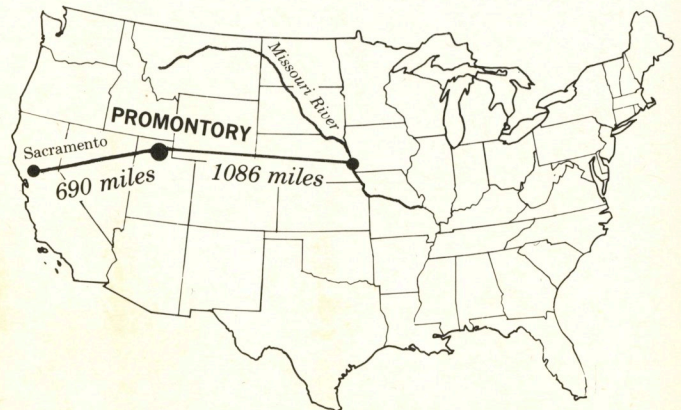 Missouri River
PROMONTORY
Sacramento
690 miles
1086 miles